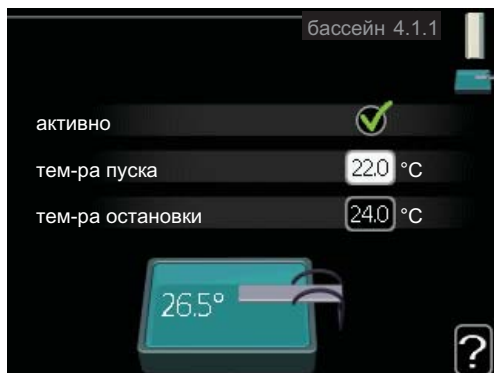 бассейн 4.1.1
активно
тем-ра пуска 22.0 °C
тем-ра остановки 24.0 °C
26.5°
?